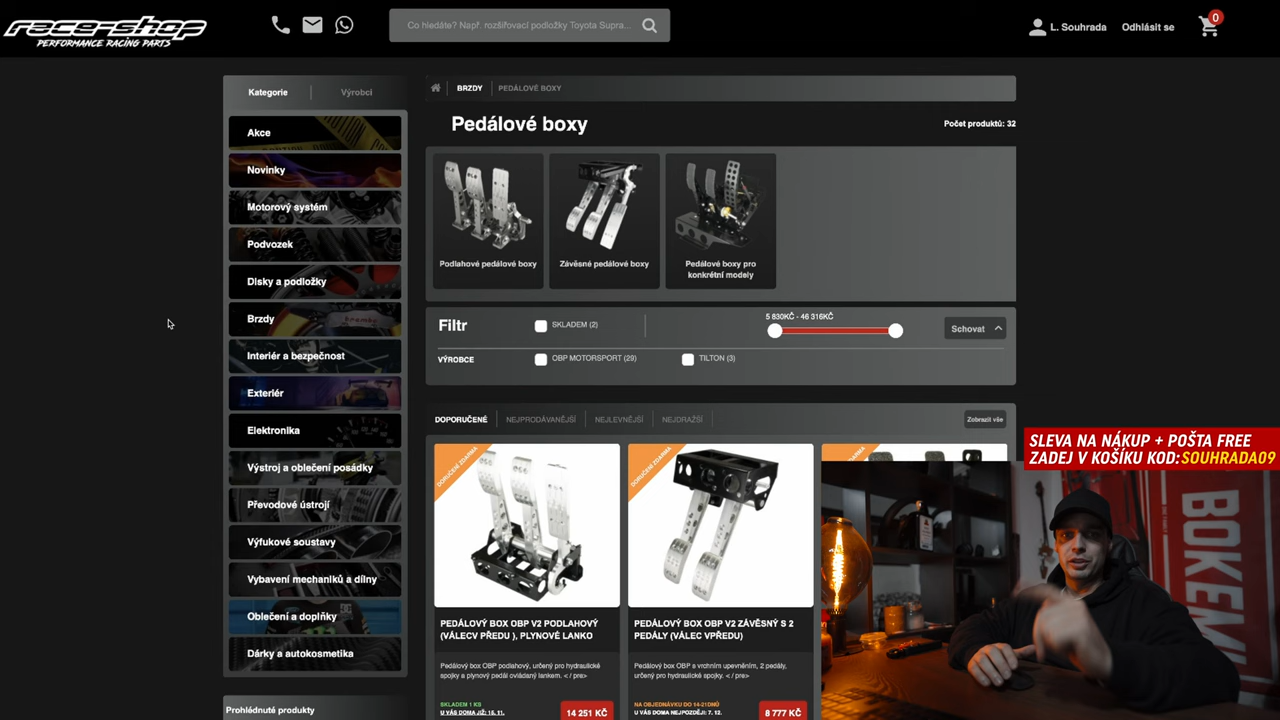 race-shop
PERFORMANCE RACING PARTS
Co hledáte? Např. rozšiřovací podložky Toyota Supra...
L. Souhrada
Odhlásit se
0
Kategorie
Výrobci
Akce
Novinky
Motorový systém
Podvozek
Disky a podložky
Brzdy
Interiér a bezpečnost
Exteriér
Elektronika
Výstroj a oblečení posádky
Převodové ústrojí
Výfukové soustavy
Vybavení mechaniků a dílny
Oblečení a doplňky
Dárky a autokosmetika
Prohlédnuté produkty
BRZDY
PEDÁLOVÉ BOXY
Pedálové boxy
Počet produktů: 32
Podlahové pedálové boxy
Závěsné pedálové boxy
Pedálové boxy pro
konkrétní modely
Filtr
SKLADEM (2)
5 830KČ - 46 316KČ
Schovat
VÝROBCE
OBP MOTORSPORT (29)
TILTON (3)
DOPORUČENÉ
NEJPRODÁVANĚJŠÍ
NEJLEVNĚJŠÍ
NEJDRAŽŠÍ
Zobrazit vše
DORUČENÍ ZDARMA
PEDÁLOVÝ BOX OBP V2 PODLAHOVÝ
(VÁLECV PŘEDU ), PLYNOVÉ LANKO
Pedálový box OBP podlahový, určený pro hydraulické
spojky a plynový pedál ovládaný lankem. < / pre>
SKLADEM 1 KS
U VÁS DOMA JIŽ: 15. 11.
14 251 KČ
DORUČENÍ ZDARMA
PEDÁLOVÝ BOX OBP V2 ZÁVĚSNÝ S 2
PEDÁLY (VÁLEC VPŘEDU)
Pedálový box OBP s vrchním upevněním, 2 pedály,
určený pro hydraulické spojky. < / pre>
NA OBJEDNÁVKU DO 14-21DNŮ
U VÁS DOMA NEJPOZDĚJI: 7. 12.
8 777 KČ
SLEVA NA NÁKUP + POŠTA FREE
ZADEJ V KOŠÍKU KOD:SOUHRADA09
BOKEM